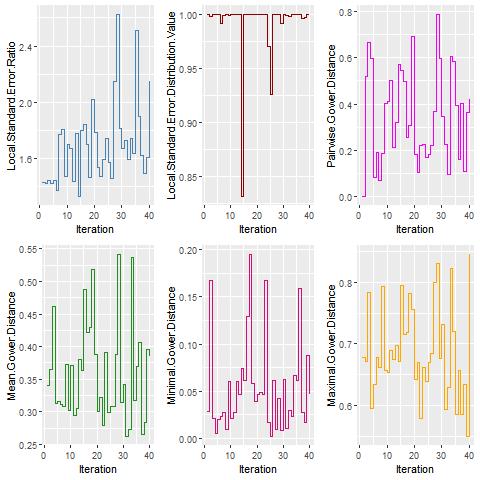 Local.Standard.Error.Ratio
2.4
2.0
1.6
0 10 20 30 40
Iteration
Local.Standard.Error.Distribution.Value
1.00
0.95
0.90
0.85
0 10 20 30 40
Iteration
Pairwise.Gower.Distance
0.8
0.6
0.4
0.2
0.0
0 10 20 30 40
Iteration
Mean.Gower.Distance
0.55
0.50
0.45
0.40
0.35
0.30
0.25
0 10 20 30 40
Iteration
Minimal.Gower.Distance
0.20
0.15
0.10
0.05
0.00
0 10 20 30 40
Iteration
Maximal.Gower.Distance
0.8
0.7
0.6
0 10 20 30 40
Iteration